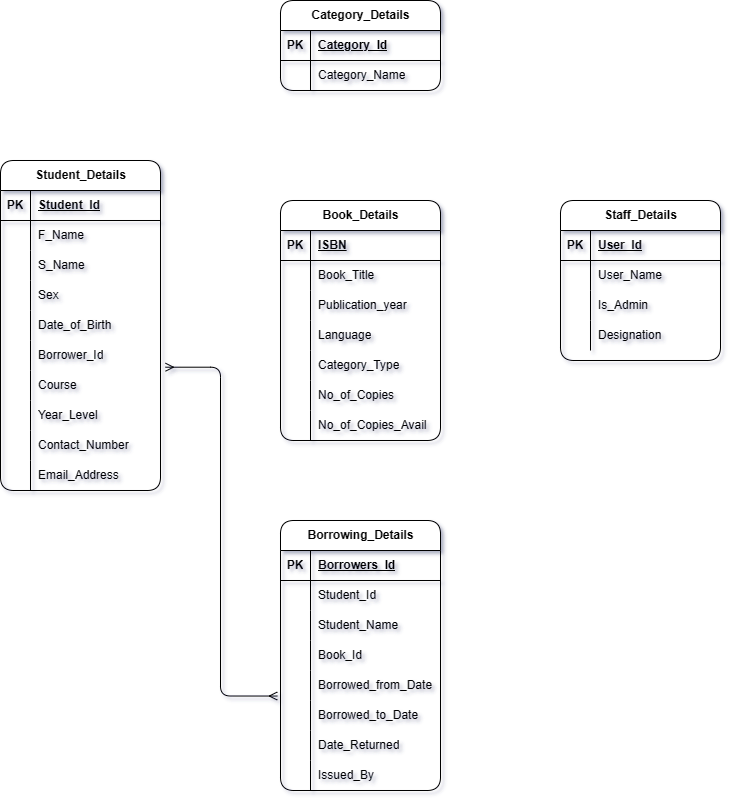 Category_Details
PK Category_Id
Category_Name
Student_Details
PK Student_Id
F_Name
S_Name
Sex
Date_of_Birth
Borrower_Id
Course
Year_Level
Contact_Number
Email_Address
Book_Details
PK ISBN
Book_Title
Publication_year
Language
Category_Type
No_of_Copies
No_of_Copies_Avail
Staff_Details
PK User_Id
User_Name
Is_Admin
Designation
Borrowing_Details
PK Borrowers_Id
Student_Id
Student_Name
Book_Id
Borrowed_from_Date
Borrowed_to_Date
Date_Returned
Issued_By